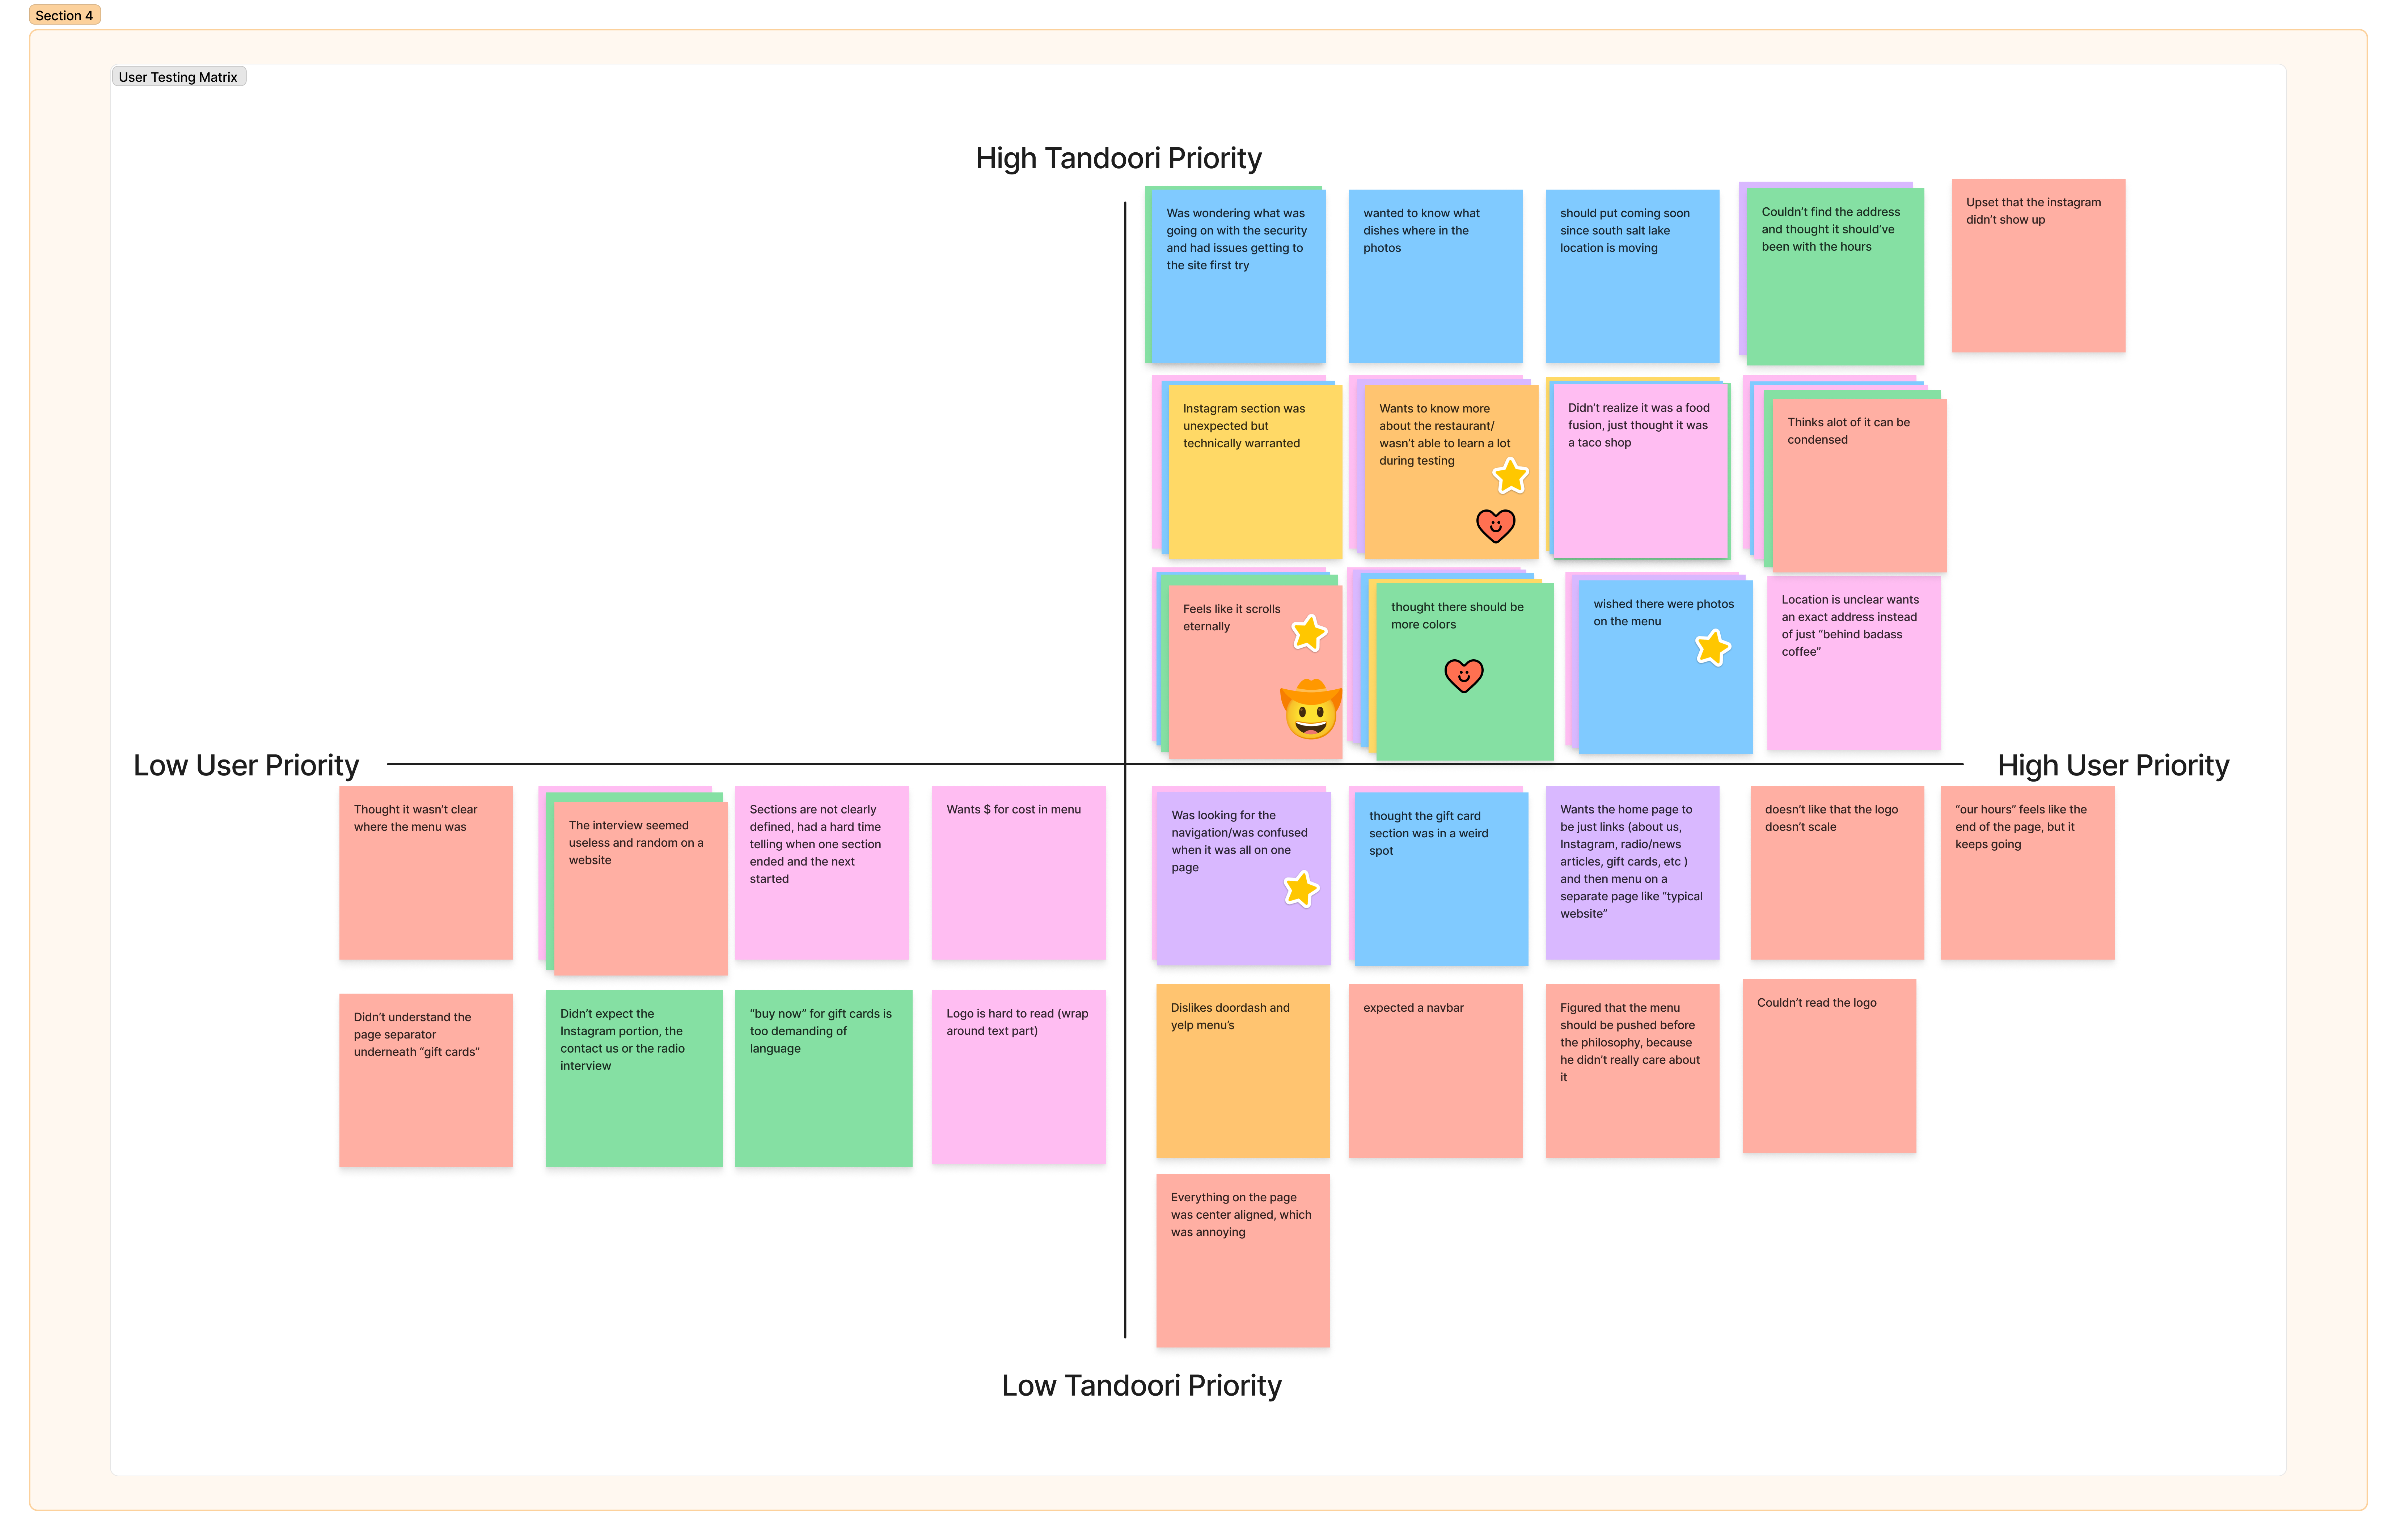 Section 4
User Testing Matrix
High Tandoori Priority
Was wondering what was
going on with the security
and had issues getting to
the site first try
wanted to know what
dishes where in the
photos
should put coming soon
since south salt lake
location is moving
Couldn't find the address
and thought it should've
been with the hours
Upset that the instagram
didn't show up
Instagram section was
unexpected but
technically warranted
Wants to know more
about the restaurant/
wasn't able to learn a lot
during testing
Didn't realize it was a food
fusion, just thought it was
a taco shop
Thinks alot of it can be
condensed
Feels like it scrolls
eternally
thought there should be
more colors
wished there were photos
on the menu
Location is unclear wants
an exact address instead
of just "behind badass
coffee"
Low User Priority
High User Priority
Thought it wasn't clear
where the menu was
The interview seemed
useless and random on a
website
Sections are not clearly
defined, had a hard time
telling when one section
ended and the next
started
Wants $ for cost in menu
Was looking for the
navigation/was confused
when it was all on one
page
thought the gift card
section was in a weird
spot
Wants the home page to
be just links (about us,
Instagram, radio/news
articles, gift cards, etc )
and then menu on a
separate page like "typical
website"
doesn't like that the logo
doesn't scale
"our hours" feels like the
end of the page, but it
keeps going
Didn't understand the
page separator
underneath "gift cards"
Didn't expect the
Instagram portion, the
contact us or the radio
interview
"buy now" for gift cards is
too demanding of
language
Logo is hard to read (wrap
around text part)
Dislikes doordash and
yelp menu's
expected a navbar
Figured that the menu
should be pushed before
the philosophy, because
he didn't really care about
it
Couldn't read the logo
Everything on the page
was center aligned, which
was annoying
Low Tandoori Priority